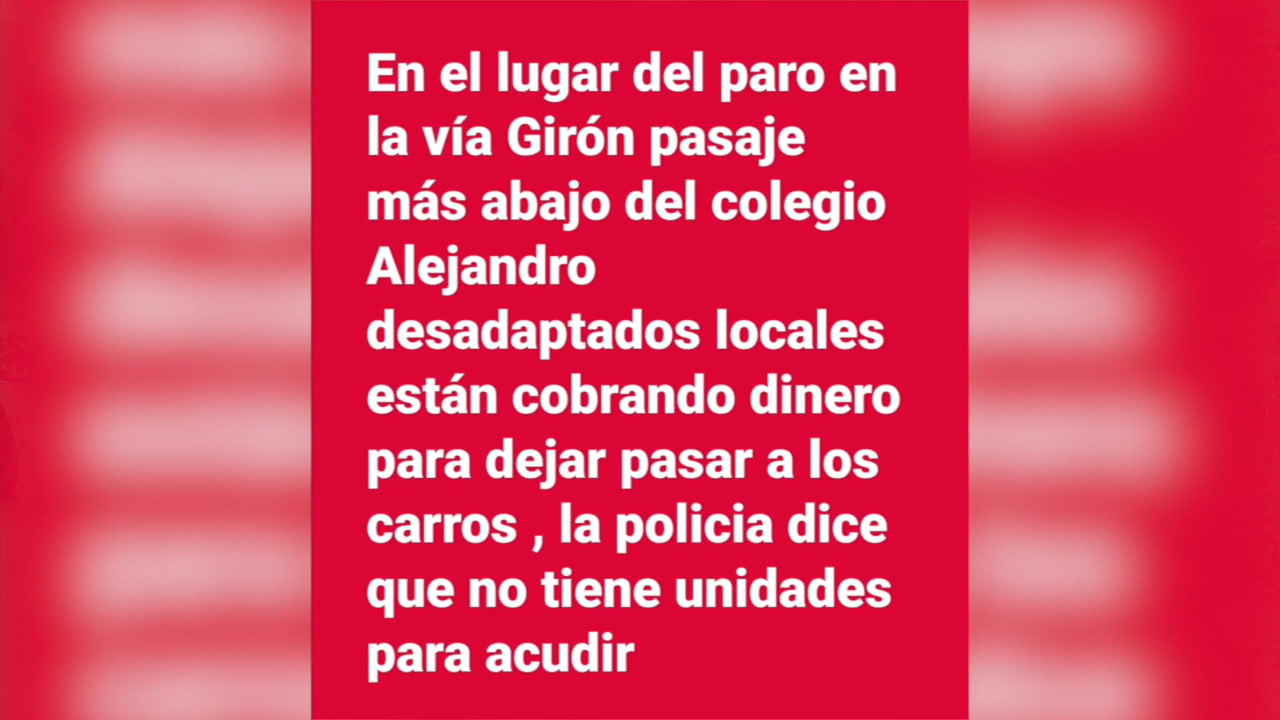 En el lugar del paro en
la vía Girón pasaje
más abajo del colegio
Alejandro
desadaptados locales
están cobrando dinero
para dejar pasar a los
carros , la policia dice
que no tiene unidades
para acudir